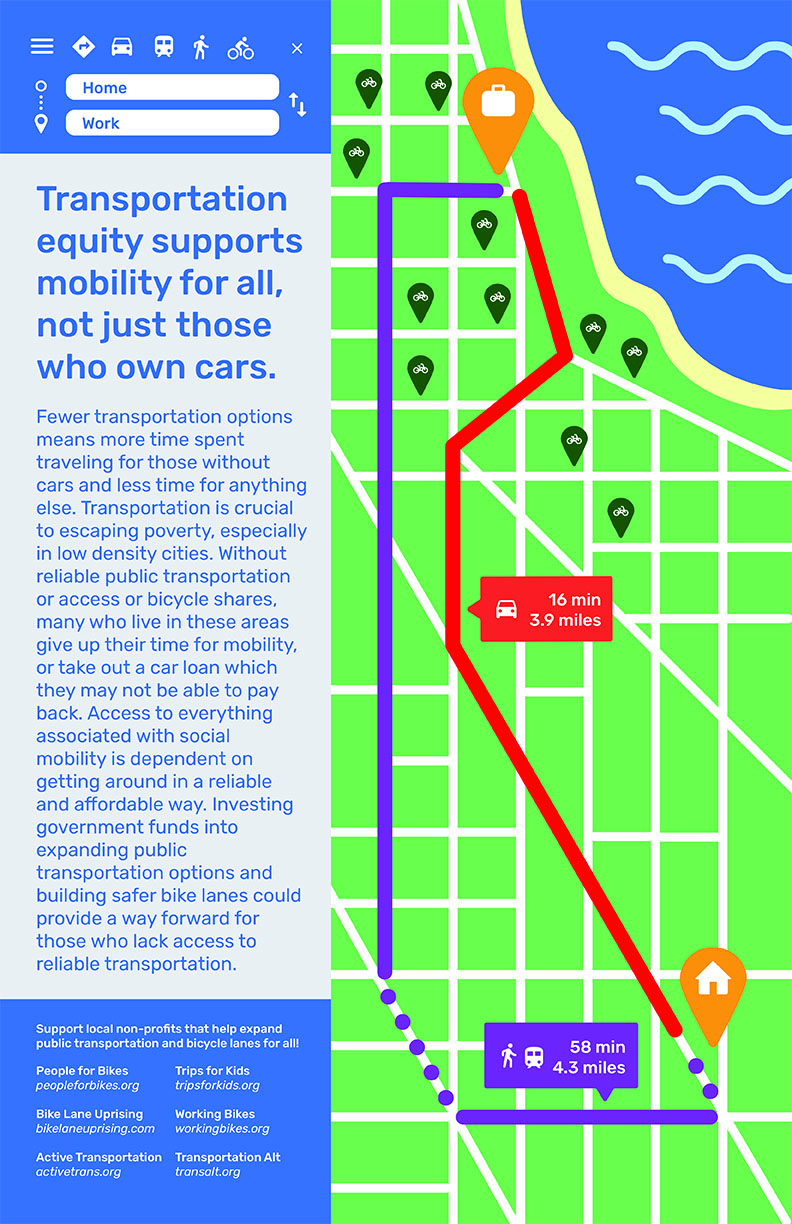 Home
Work
Transportation
equity supports
mobility for all,
not just those
who own cars.
Fewer transportation options
means more time spent
traveling for those without
cars and less time for anything
else. Transportation is crucial
to escaping poverty, especially
in low density cities. Without
reliable public transportation
or access or bicycle shares,
many who live in these areas
give up their time for mobility,
or take out a car loan which
they may not be able to pay
back. Access to everything
associated with social
mobility is dependent on
getting around in a reliable
and affordable way. Investing
government funds into
expanding public
transportation options and
building safer bike lanes could
provide a way forward for
those who lack access to
reliable transportation.
Support local non-profits that help expand
public transportation and bicycle lanes for all!
People for Bikes
peopleforbikes.org
Trips for Kids
tripsforkids.org
Bike Lane Uprising
bikelaneuprising.com
Working Bikes
workingbikes.org
Active Transportation
activetrans.org
Transportation Alt
transalt.org
16 min
3.9 miles
58 min
4.3 miles